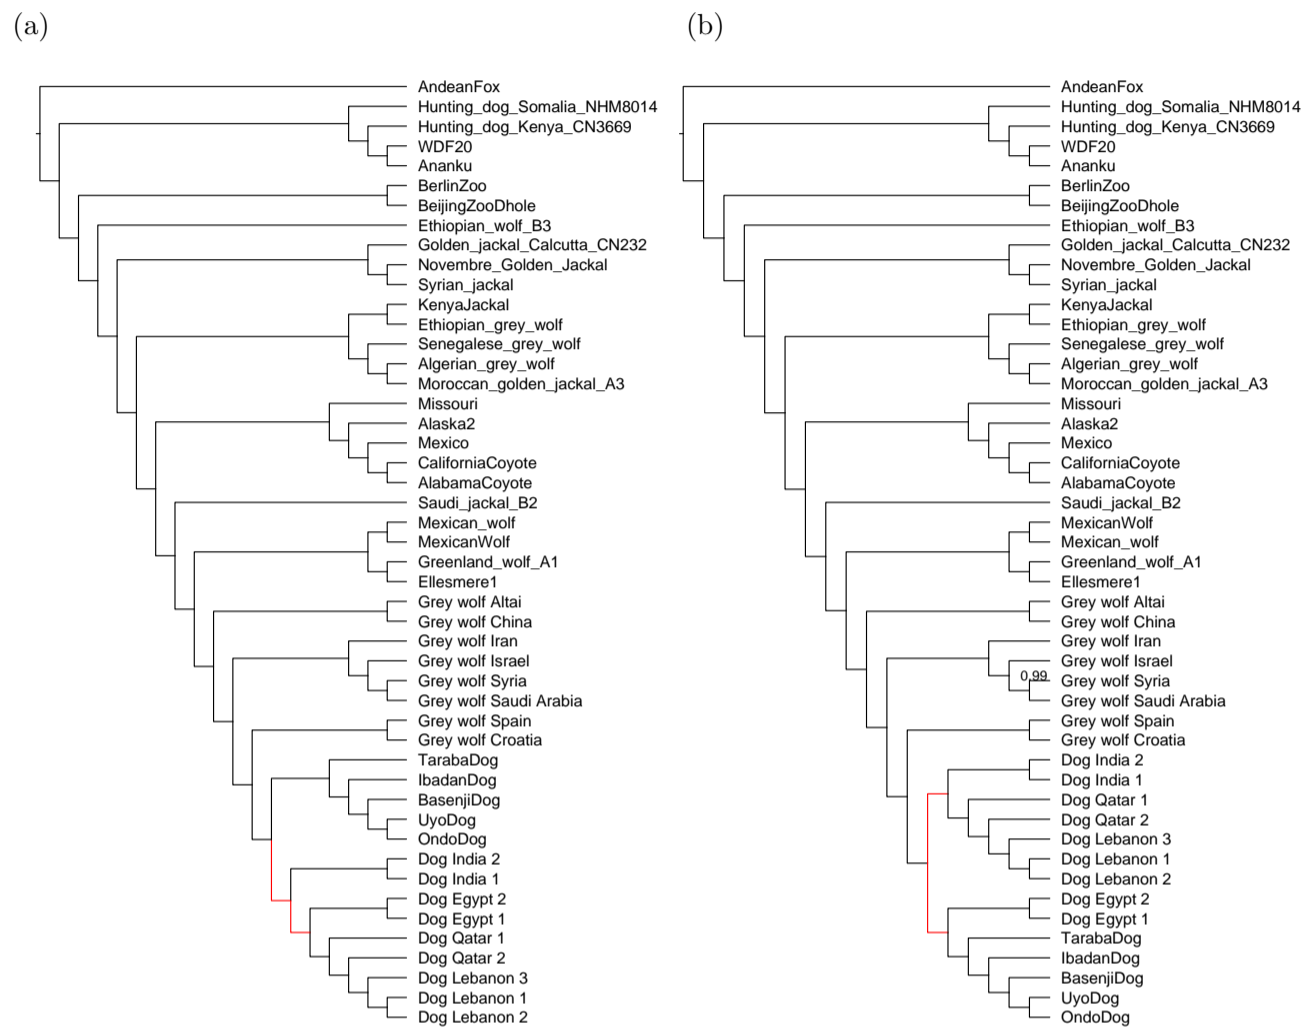 (a)
AndeanFox
Hunting_dog_Somalia_NHM8014
Hunting_dog_Kenya_CN3669
WDF20
Ananku
BerlinZoo
BeijingZooDhole
Ethiopian_wolf_B3
Golden_jackal_Calcutta_CN232
Novembre_Golden_Jackal
Syrian_jackal
KenyaJackal
Ethiopian_grey_wolf
Senegalese_grey_wolf
Algerian_grey_wolf
Moroccan_golden_jackal_A3
Missouri
Alaska2
Mexico
CaliforniaCoyote
AlabamaCoyote
Saudi_jackal_B2
Mexican_wolf
MexicanWolf
Greenland_wolf_A1
Ellesmere1
Grey wolf Altai
Grey wolf China
Grey wolf Iran
Grey wolf Israel
Grey wolf Syria
Grey wolf Saudi Arabia
Grey wolf Spain
Grey wolf Croatia
TarabaDog
IbadanDog
BasenjiDog
UyoDog
OndoDog
Dog India 2
Dog India 1
Dog Egypt 2
Dog Egypt 1
Dog Qatar 1
Dog Qatar 2
Dog Lebanon 3
Dog Lebanon 1
Dog Lebanon 2
(b)
AndeanFox
Hunting_dog_Somalia_NHM8014
Hunting_dog_Kenya_CN3669
WDF20
Ananku
BerlinZoo
BeijingZooDhole
Ethiopian_wolf_B3
Golden_jackal_Calcutta_CN232
Novembre_Golden_Jackal
Syrian_jackal
KenyaJackal
Ethiopian_grey_wolf
Senegalese_grey_wolf
Algerian_grey_wolf
Moroccan_golden_jackal_A3
Missouri
Alaska2
Mexico
CaliforniaCoyote
AlabamaCoyote
Saudi_jackal_B2
MexicanWolf
Mexican_wolf
Greenland_wolf_A1
Ellesmere1
Grey wolf Altai
Grey wolf China
Grey wolf Iran
Grey wolf Israel
0.99
Grey wolf Syria
Grey wolf Saudi Arabia
Grey wolf Spain
Grey wolf Croatia
Dog India 2
Dog India 1
Dog Qatar 1
Dog Qatar 2
Dog Lebanon 3
Dog Lebanon 1
Dog Lebanon 2
Dog Egypt 2
Dog Egypt 1
TarabaDog
IbadanDog
BasenjiDog
UyoDog
OndoDog